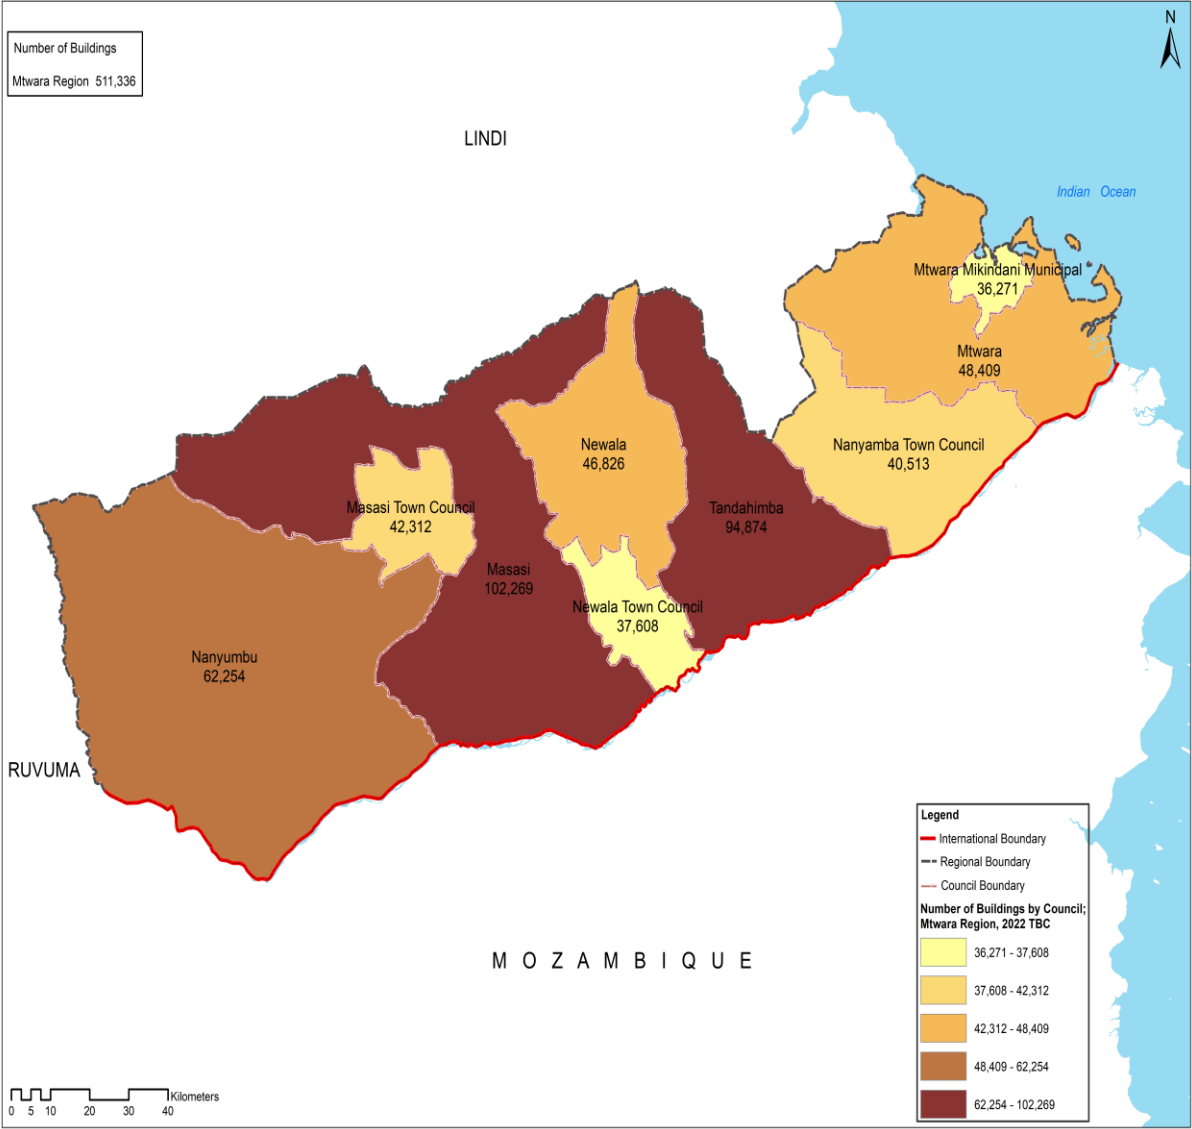 Number of Buildings
Mtwara Region 511,336
N
LINDI
Indian Ocean
Mtwara Mikindani Municipal
36,271
Mtwara
48,409
Nanyamba Town Council
40,513
Newala
46,826
Masasi Town Council
42,312
Tandahimba
94,874
Masasi
102,269
Newala Town Council
37,608
Nanyumbu
62,254
RUVUMA
MOZAMBIQUE
Legend
International Boundary
Regional Boundary
Council Boundary
Number of Buildings by Council;
Mtwara Region, 2022 TBC
36,271 - 37,608
37,608 - 42,312
42,312 - 48,409
48,409 - 62,254
62,254 - 102,269
Kilometers
0 5 10 20 30 40